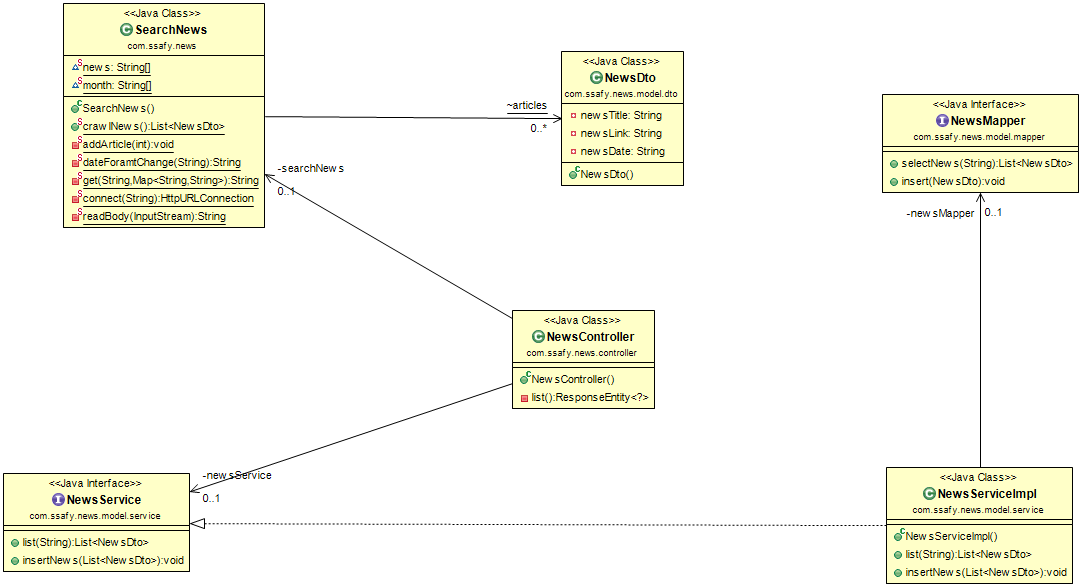 <<Java Class>>
SearchNews
com.ssafy.news
news: String[]
month: String[]
SearchNews()
crawlNews():List<NewsDto>
addArticle(int):void
dateForamtChange(String):String
get(String,Map<String,String>):String
connect(String):HttpURLConnection
readBody(InputStream):String
~articles
0..*
<<Java Class>>
NewsDto
com.ssafy.news.model.dto
newsTitle: String
newsLink: String
newsDate: String
NewsDto()
<<Java Interface>>
NewsMapper
com.ssafy.news.model.mapper
selectNews(String):List<NewsDto>
insert(NewsDto):void
-searchNews
0..1
-newsMapper
0..1
<<Java Class>>
NewsController
com.ssafy.news.controller
NewsController()
list():ResponseEntity<?>
-newsService
0..1
<<Java Interface>>
NewsService
com.ssafy.news.model.service
list(String):List<NewsDto>
insertNews(List<NewsDto>):void
<<Java Class>>
NewsServiceImpl
com.ssafy.news.model.service
NewsServiceImpl()
list(String):List<NewsDto>
insertNews(List<NewsDto>):void